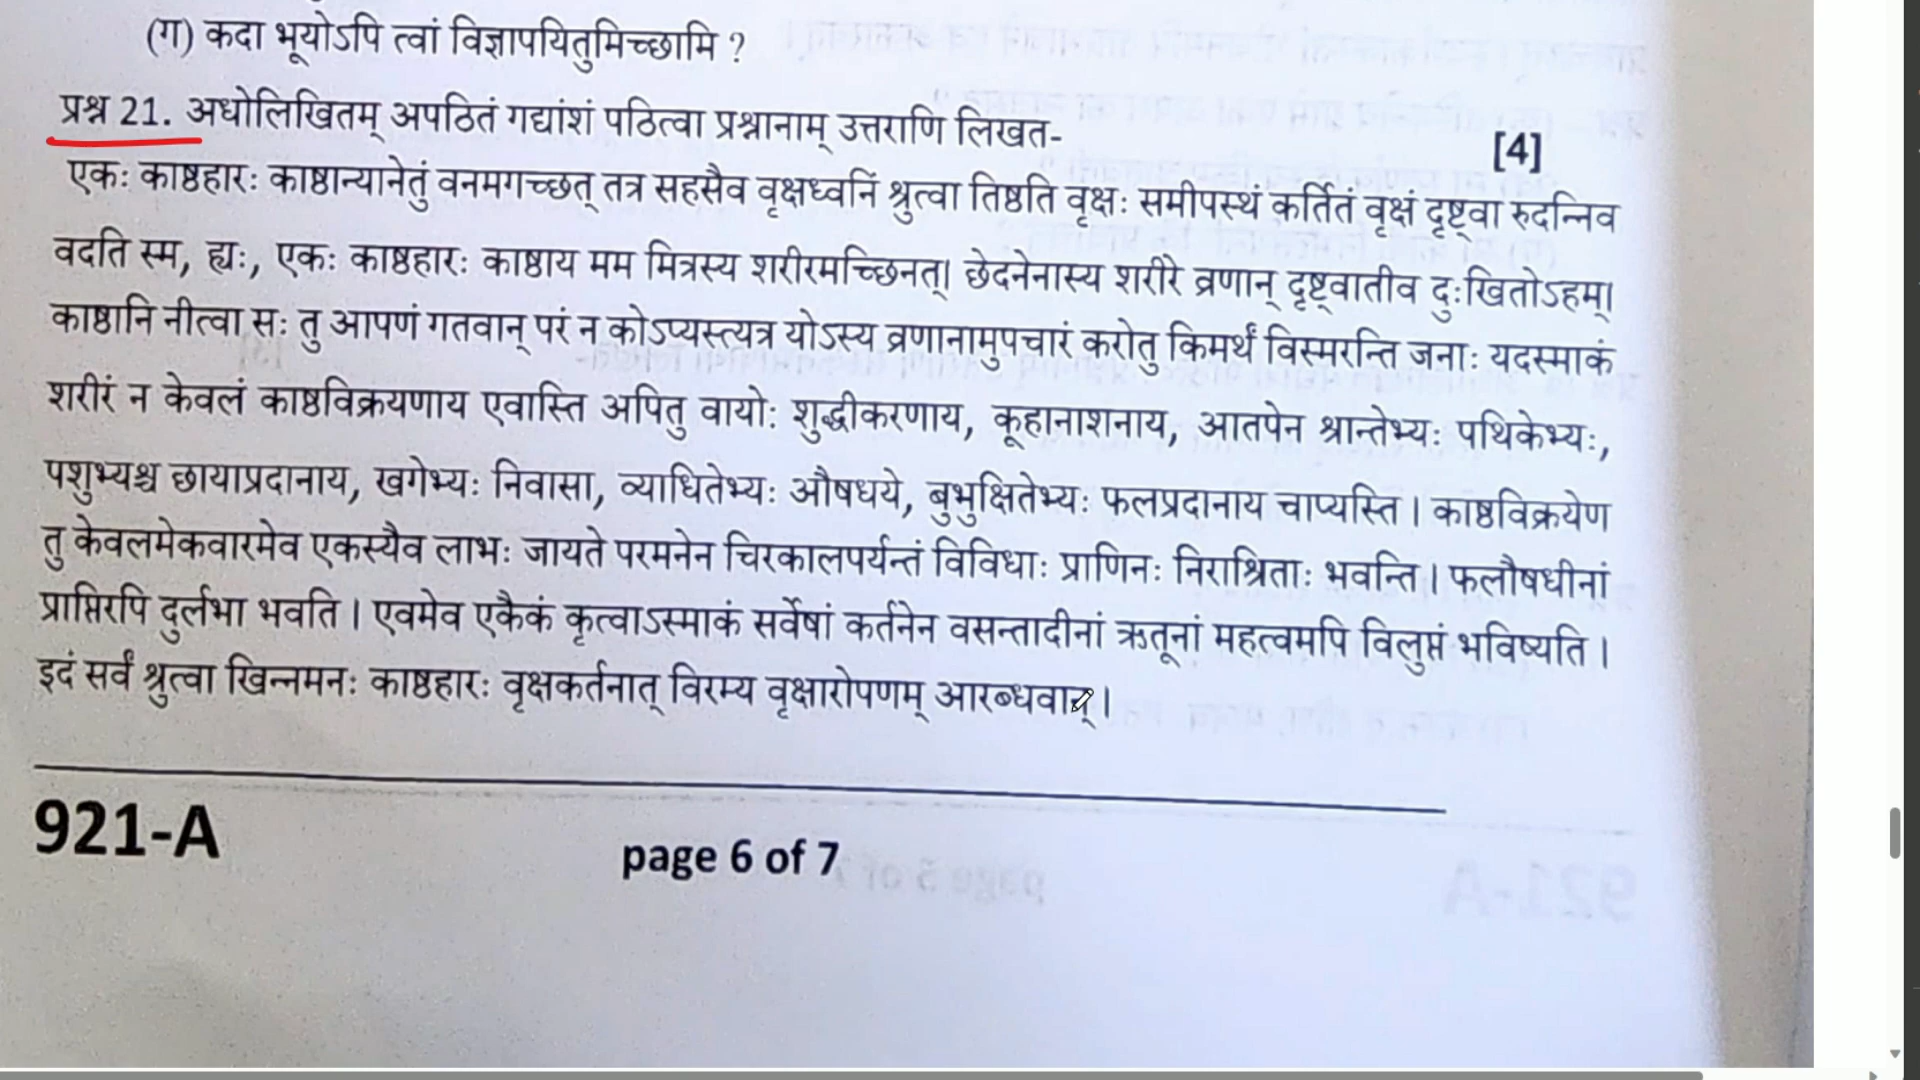 (ग) कदा भूयोऽपि त्वां विज्ञापयितुमिच्छामि ?
प्रश्न 21. अधोलिखितम् अपठितं गद्यांशं पठित्वा प्रश्नानाम् उत्तराणि लिखत- [4]
एकः काष्ठहारः काष्ठान्यानेतुं वनमगच्छत् तत्र सहसैव वृक्षध्वनिं श्रुत्वा तिष्ठति वृक्षः समीपस्थं कर्तितं वृक्षं दृष्ट्वा रुदन्निव
वदति स्म, ह्यः, एकः काष्ठहारः काष्ठाय मम मित्रस्य शरीरमच्छिनत्। छेदनेनास्य शरीरे व्रणान् दृष्ट्वातीव दुःखितोऽहम्।
काष्ठानि नीत्वा सः तु आपणं गतवान् परं न कोऽप्यस्त्यत्र योऽस्य व्रणानामुपचारं करोतु किमर्थं विस्मरन्ति जनाः यदस्माकं
शरीरं न केवलं काष्ठविक्रयणाय एवास्ति अपितु वायोः शुद्धीकरणाय, कूहानाशनाय, आतपेन श्रान्तेभ्यः पथिकेभ्यः,
पशुभ्यश्च छायाप्रदानाय, खगेभ्यः निवासा, व्याधितेभ्यः औषधये, बुभुक्षितेभ्यः फलप्रदानाय चाप्यस्ति। काष्ठविक्रयेण
तु केवलमेकवारमेव एकस्यैव लाभः जायते परमनेन चिरकालपर्यन्तं विविधाः प्राणिनः निराश्रिताः भवन्ति। फलौषधीनां
प्राप्तिरपि दुर्लभा भवति। एवमेव एकैकं कृत्वाऽस्माकं सर्वेषां कर्तनेन वसन्तादीनां ऋतूनां महत्वमपि विलुप्तं भविष्यति।
इदं सर्वं श्रुत्वा खिन्नमनः काष्ठहारः वृक्षकर्तनात् विरम्य वृक्षारोपणम् आरब्धवान्।
921-A
page 6 of 7